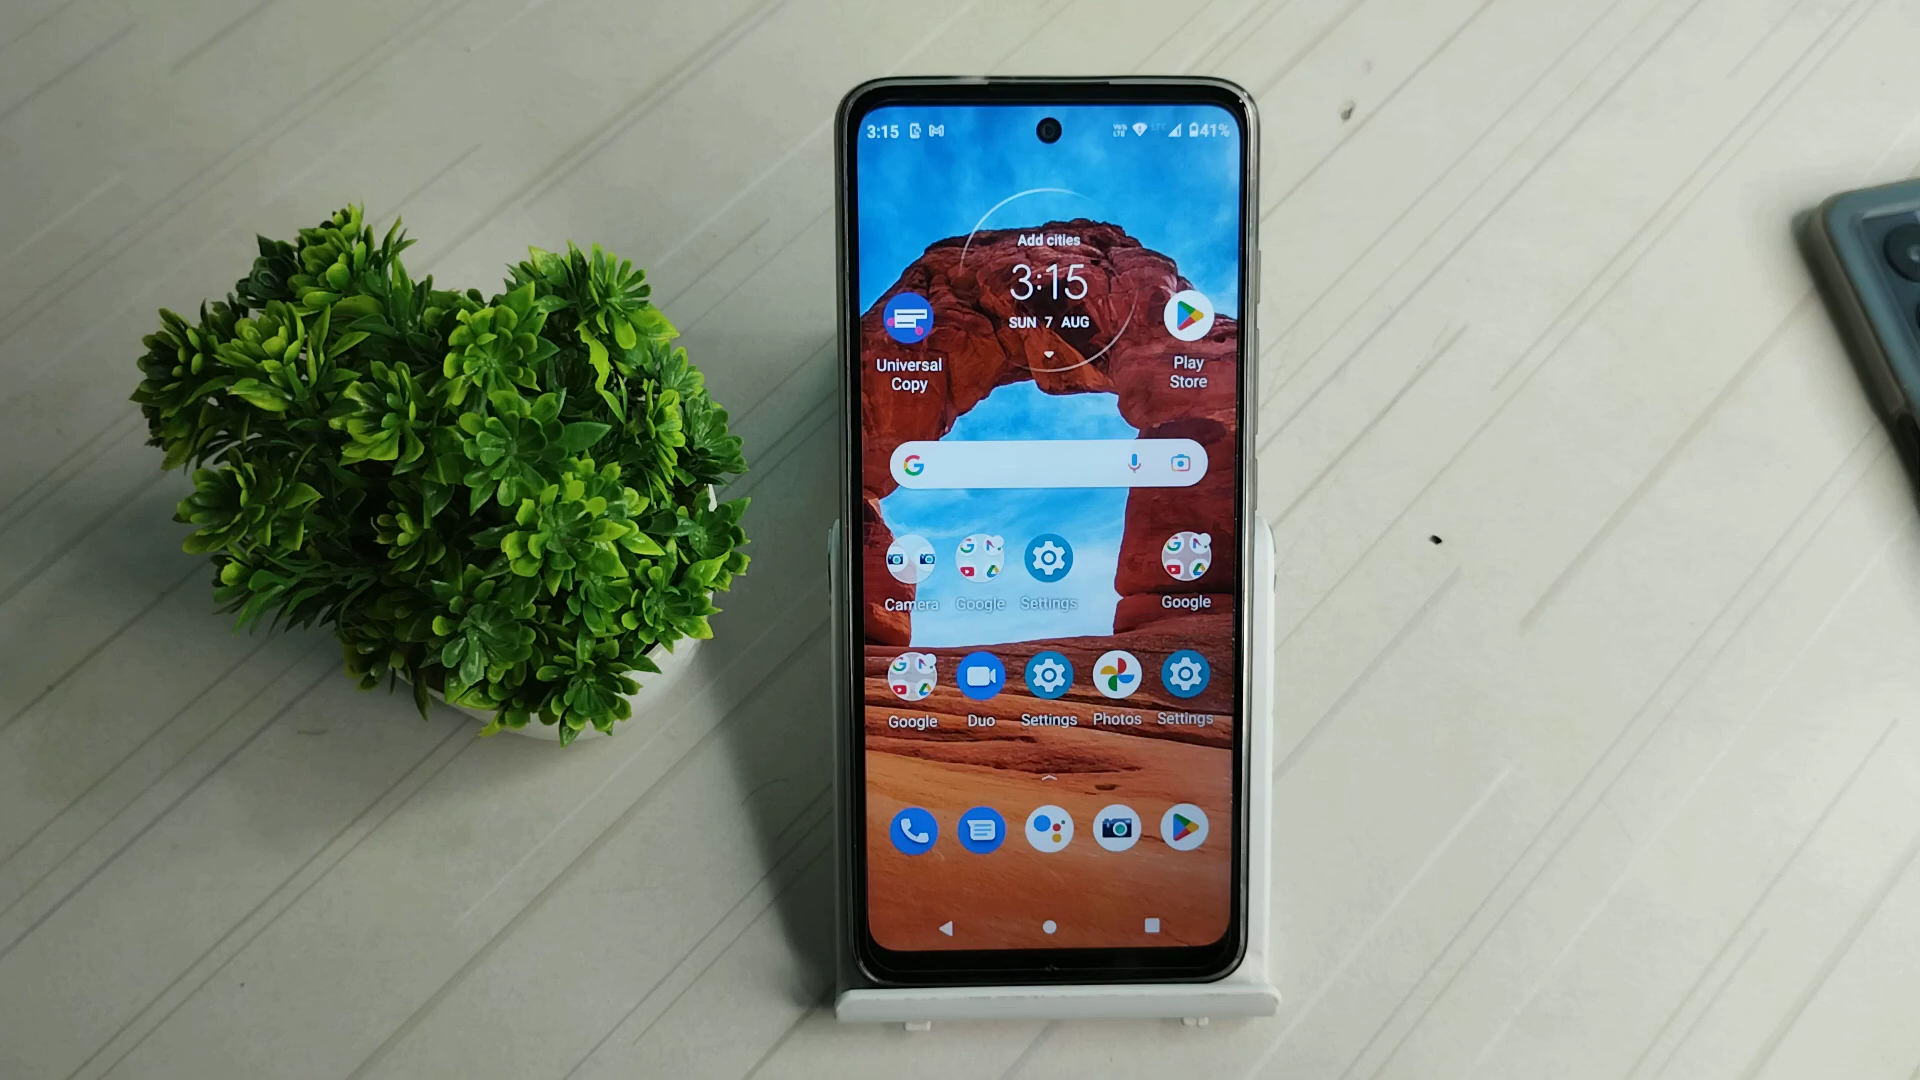 3:15
41%
Add cities
3:15
SUN 7 AUG
Universal
Copy
Play
Store
Camera Google Settings Google
Google Duo Settings Photos Settings